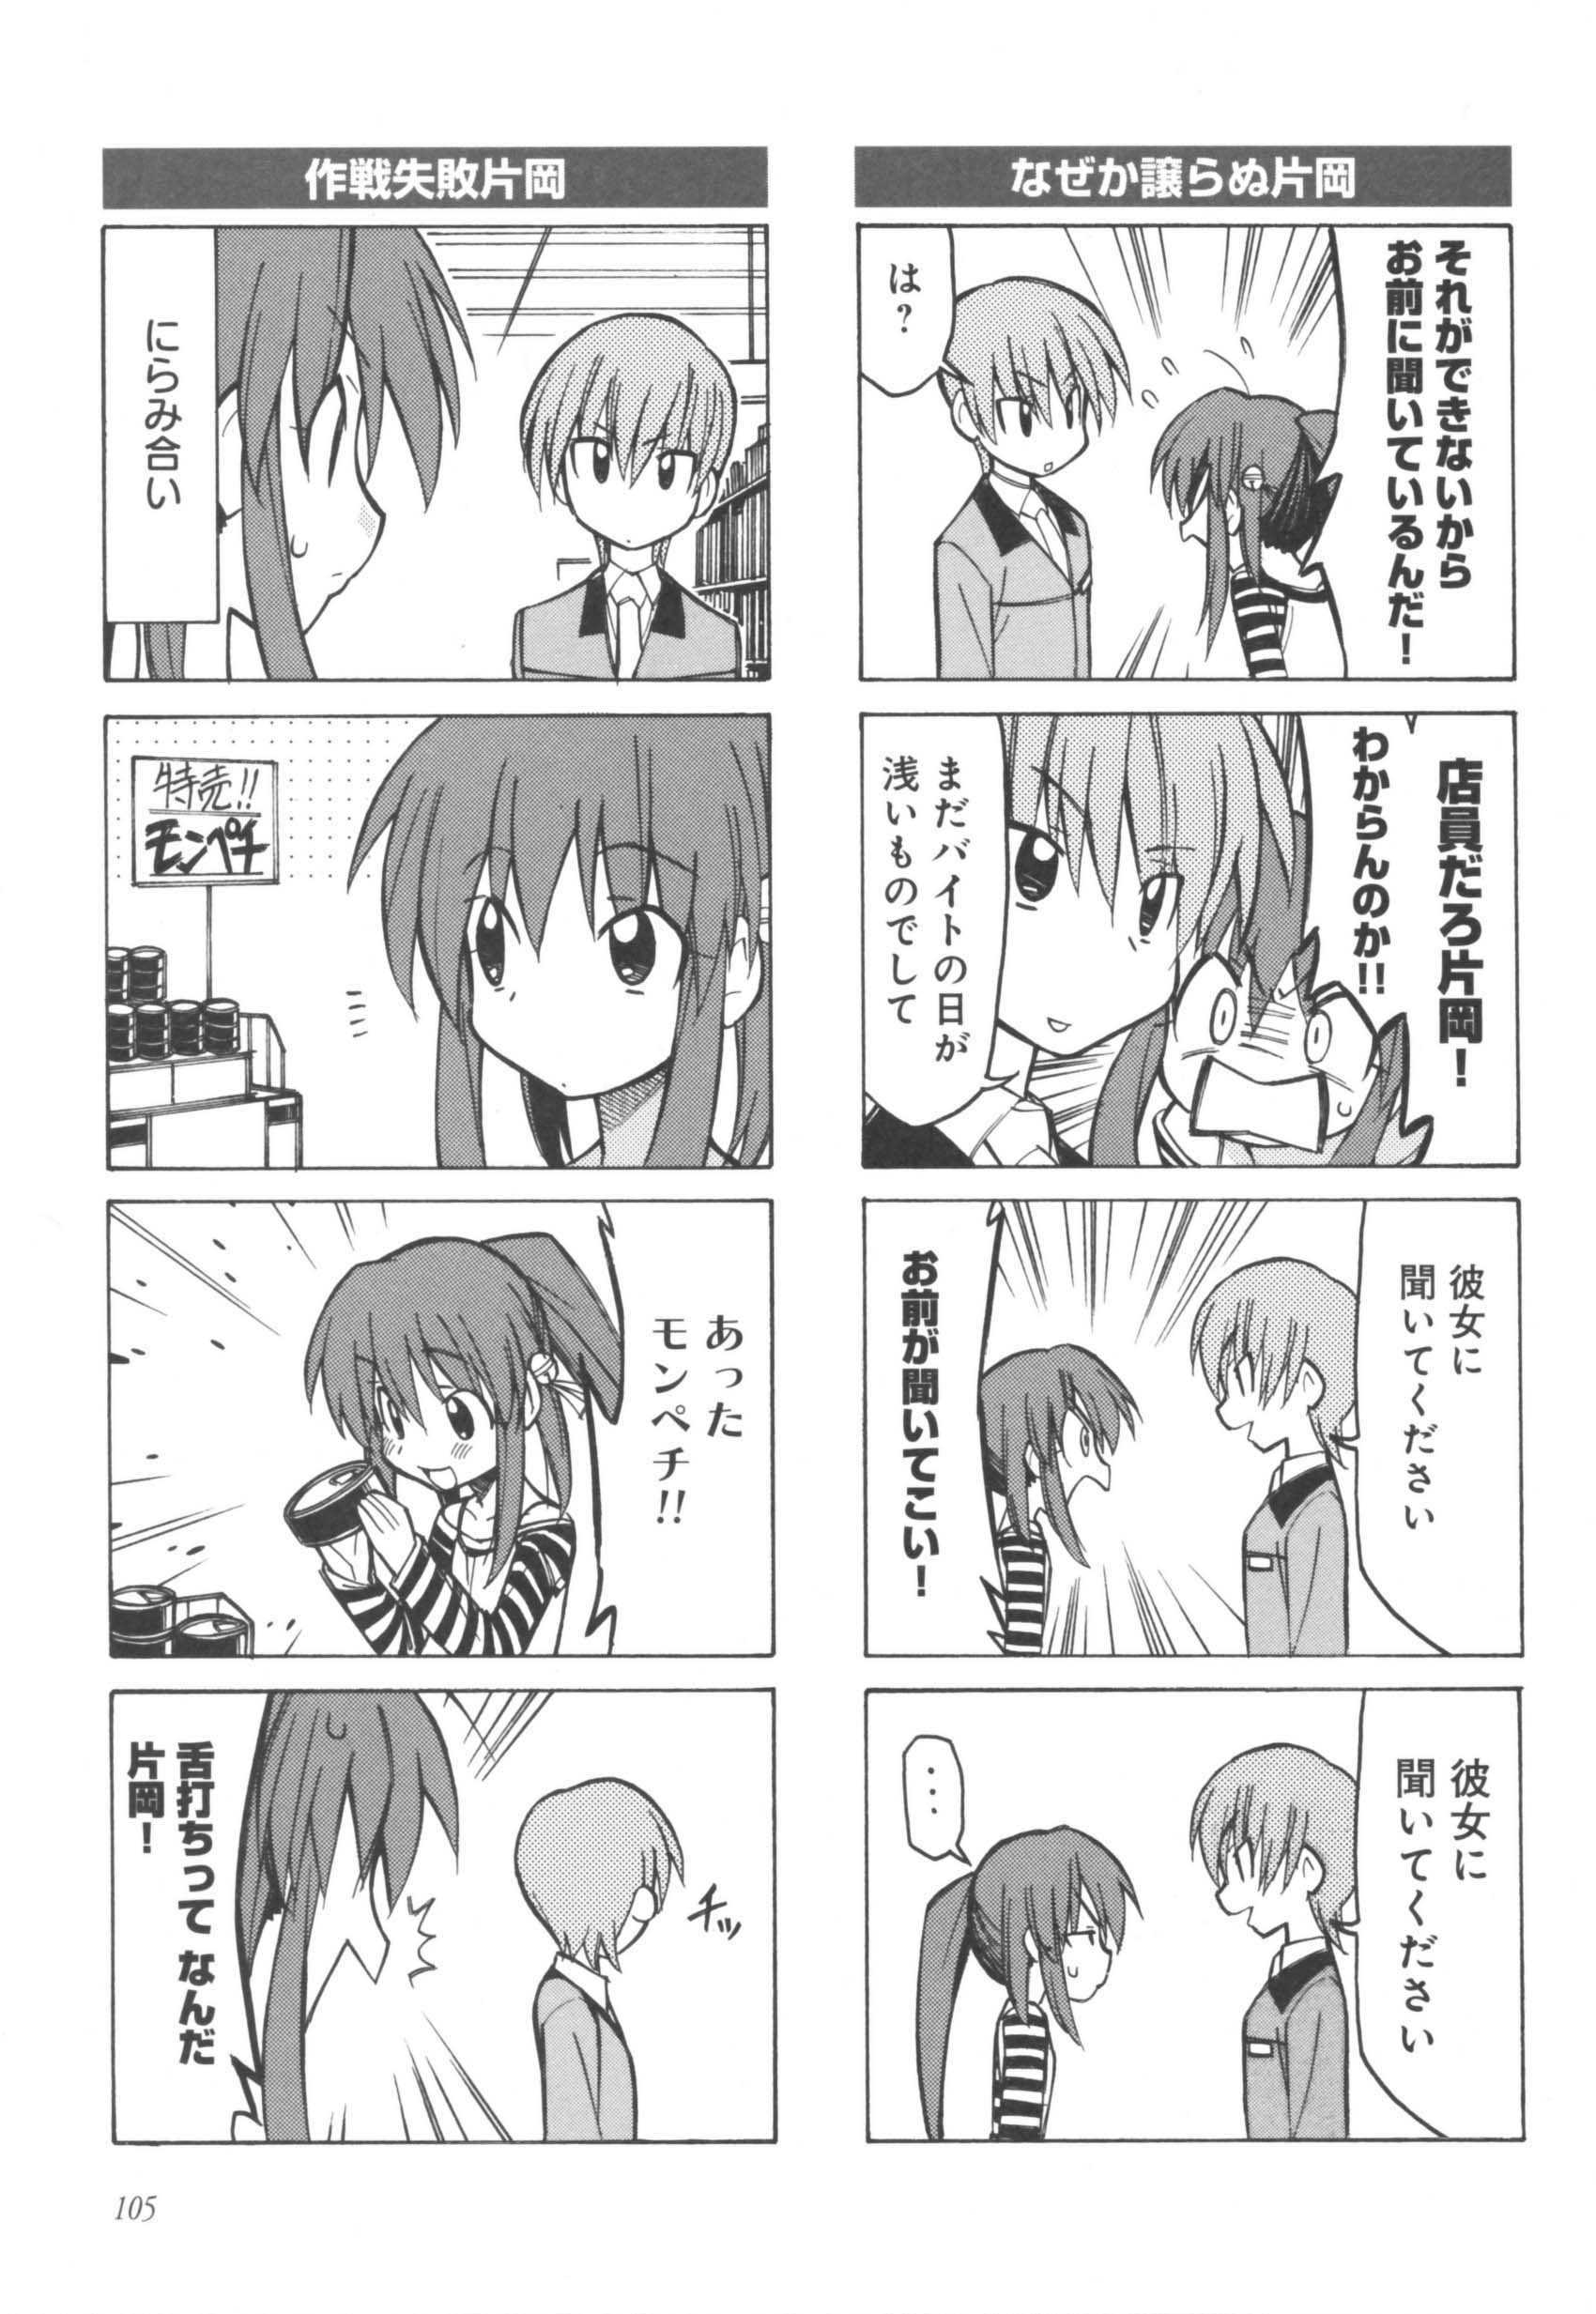 なぜか譲らぬ片岡
それができないから
お前に聞いているんだ!
は?
店員だろ片岡!
わからんのか!!
まだバイトの日が
浅いものでして
彼女に
聞いてください
お前が聞いてこい!
彼女に
聞いてください
…
作戦失敗片岡
にらみ合い
特売!!
モンペチ
あった
モンペチ!!
チッ
舌打ちって なんだ
片岡!
105